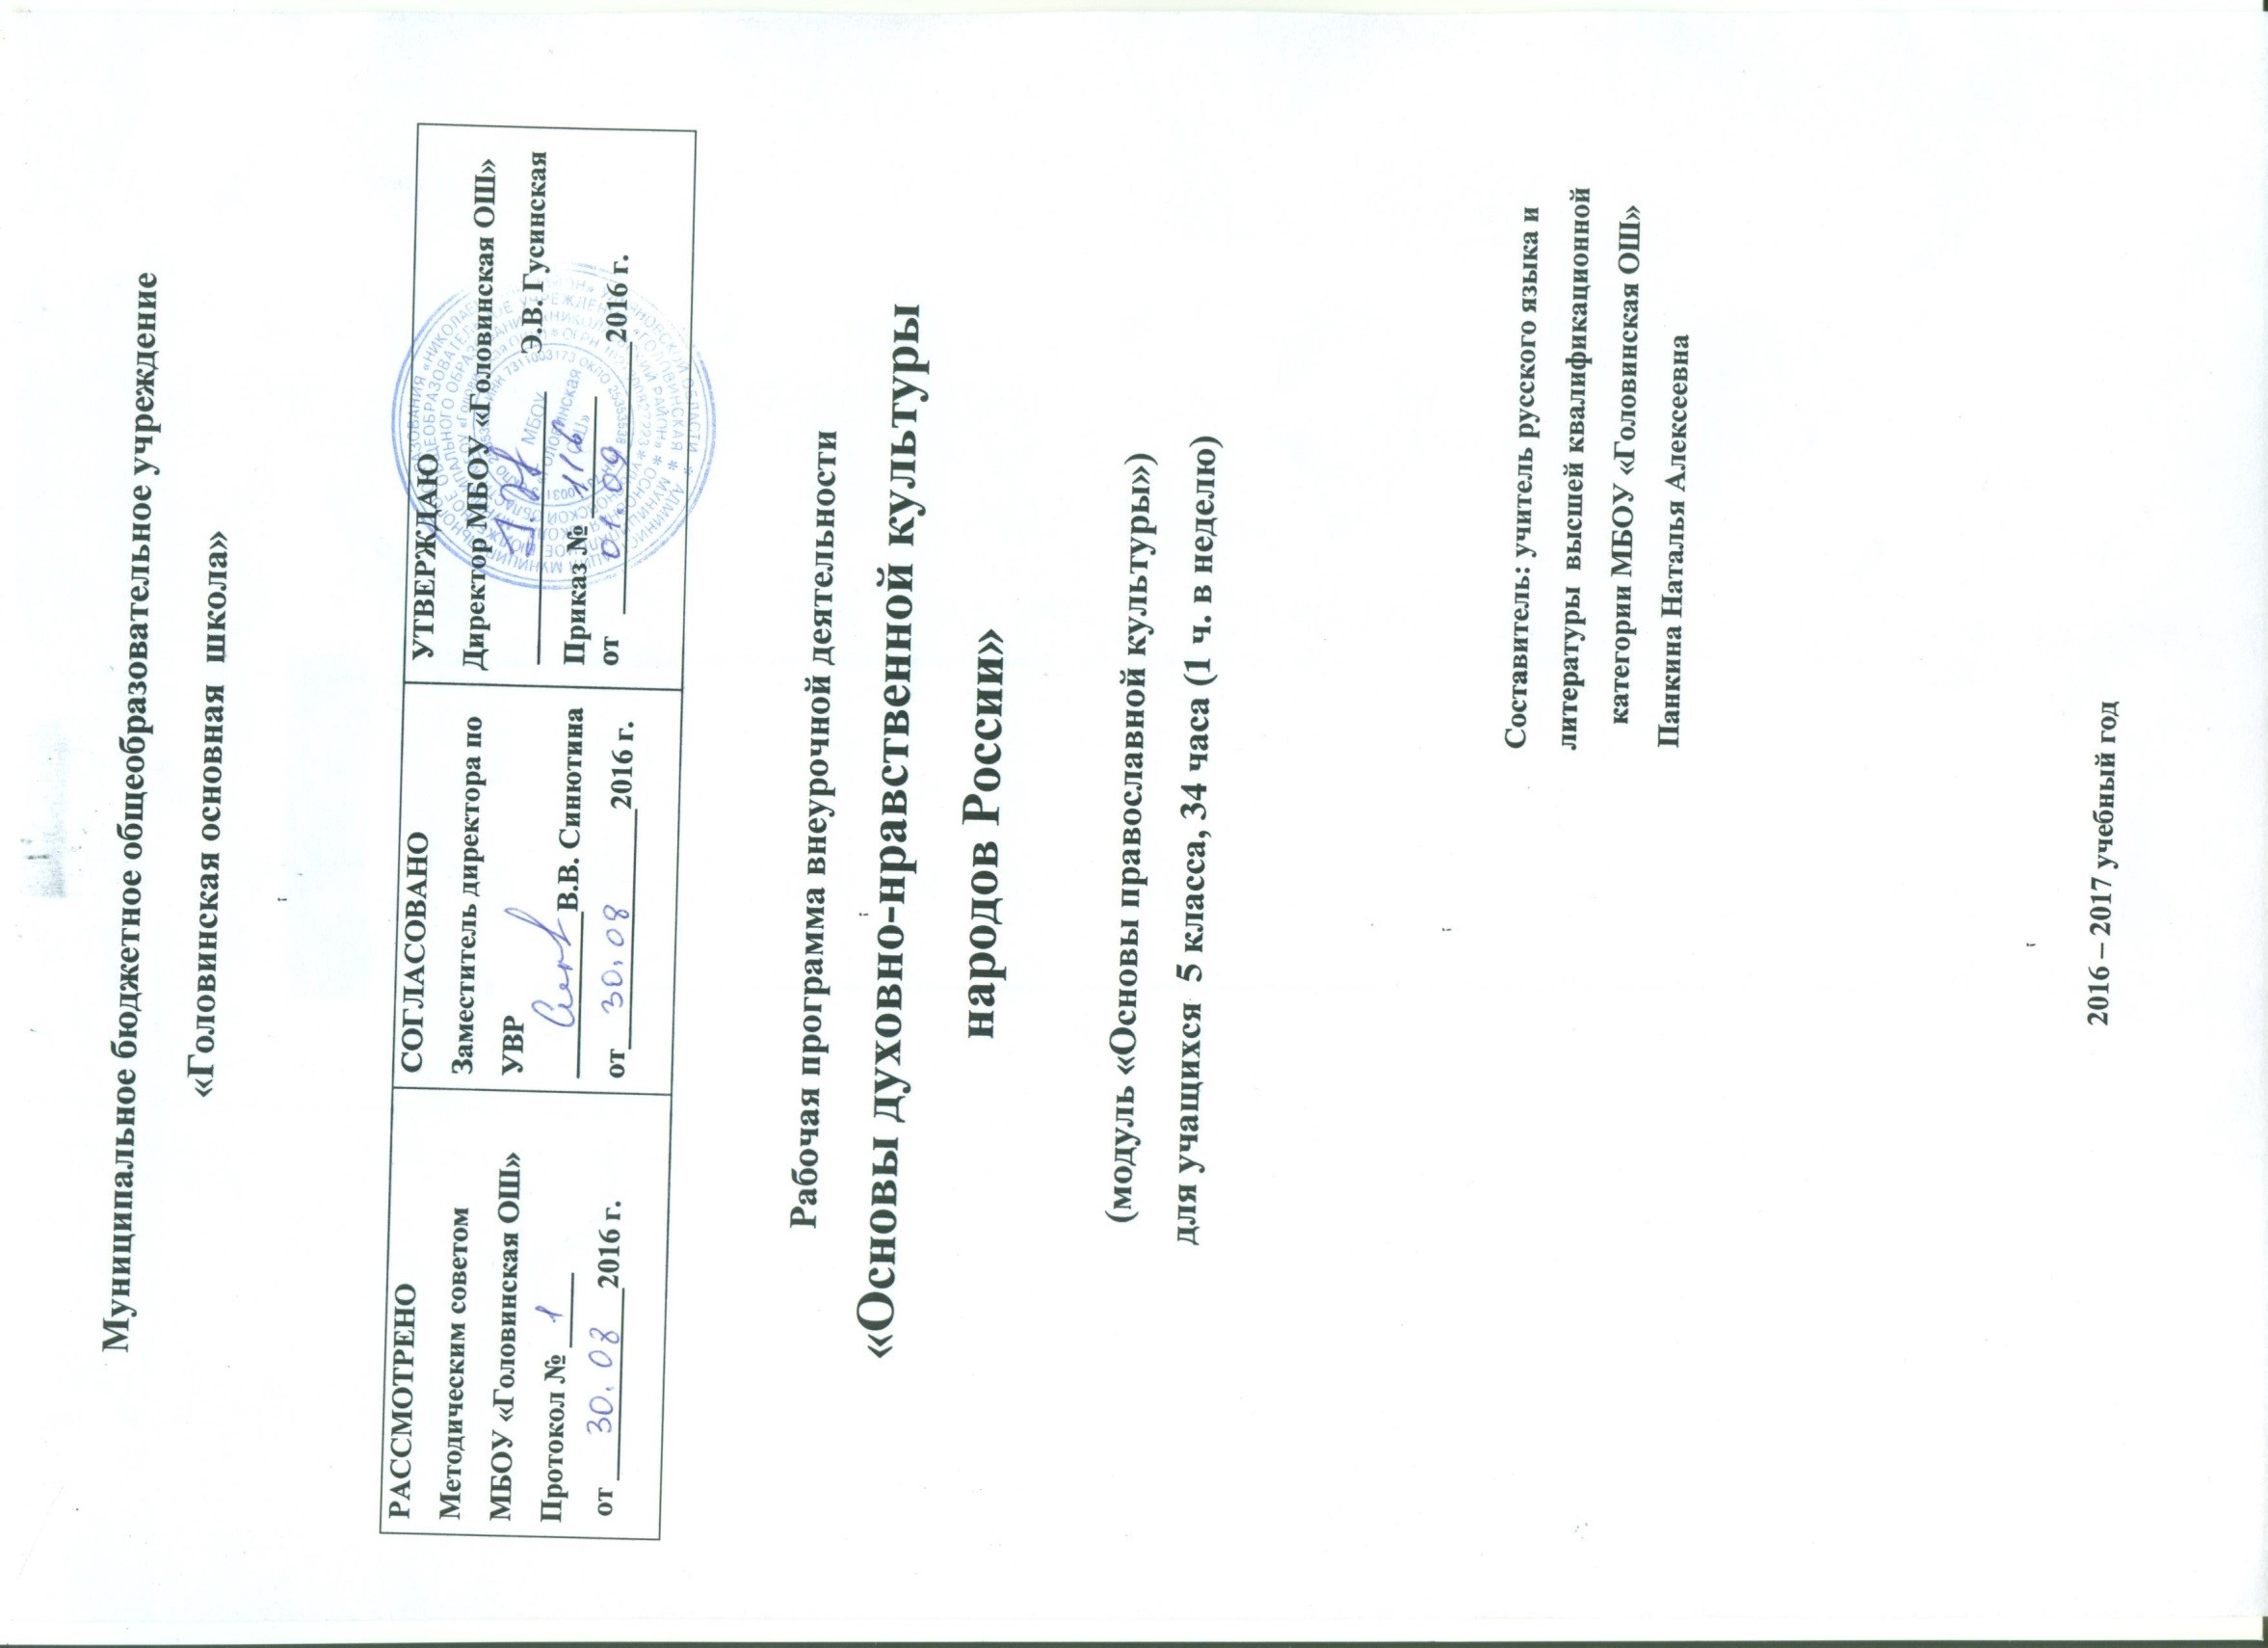 Муниципальное бюджетное общеобразовательное учреждение
«Головинская основная школа»
РАССМОТРЕНО
Методическим советом
МБОУ «Головинская ОШ»
Протокол № 1
от 30.08 2016 г.
СОГЛАСОВАНО
Заместитель директора по
УВР
В.В. Синютина
от 30.08 2016 г.
УТВЕРЖДАЮ
Директор МБОУ «Головинская ОШ»
Э.В. Гусинская
Приказ №
от 01.09 2016 г.
МБОУ
Рабочая программа внеурочной деятельности
«Основы духовно-нравственной культуры
народов России»
(модуль «Основы православной культуры»)
для учащихся 5 класса, 34 часа (1 ч. в неделю)
Составитель: учитель русского языка и
литературы высшей квалификационной
категории МБОУ «Головинская ОШ»
Панкина Наталья Алексеевна
2016 – 2017 учебный год